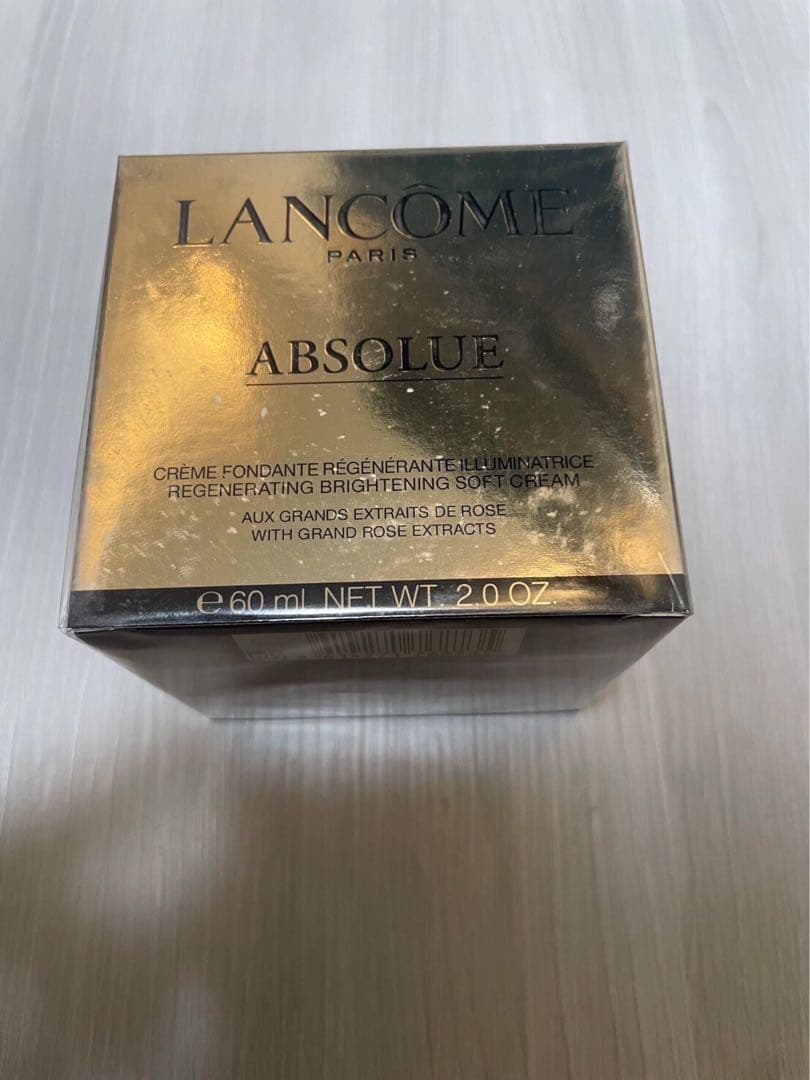 LANCÔME
PARIS
ABSOLUE
CRÈME FONDANTE RÉGÉNÉRANTE ILLUMINATRICE
REGENERATING BRIGHTENING SOFT CREAM
AUX GRANDS EXTRAITS DE ROSE
WITH GRAND ROSE EXTRACTS
℮ 60 ml NET WT. 2.0 OZ.